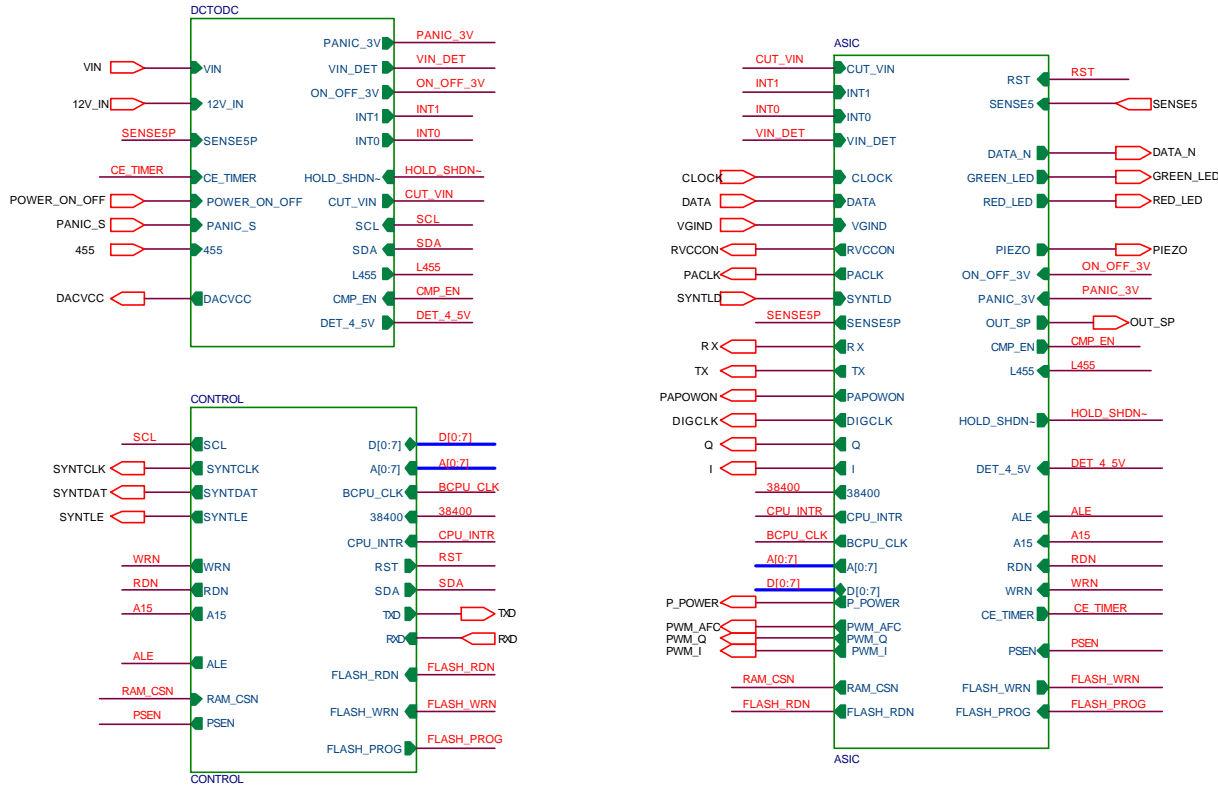 DCTODC
PANIC_3V PANIC_3V
VIN VIN VIN_DET VIN_DET
ON_OFF_3V ON_OFF_3V
12V_IN 12V_IN INT1 INT1
SENSE5P SENSE5P INT0 INT0
CE_TIMER CE_TIMER HOLD_SHDN~ HOLD_SHDN~
POWER_ON_OFF POWER_ON_OFF CUT_VIN CUT_VIN
PANIC_S PANIC_S SCL SCL
455 455 SDA SDA
L455 L455
DACVCC DACVCC CMP_EN CMP_EN
DET_4_5V DET_4_5V
CONTROL
SCL SCL D[0:7] D[0:7]
SYNTCLK SYNTCLK A[0:7] A[0:7]
SYNTDAT SYNTDAT BCPU_CLK BCPU_CLK
SYNTLE SYNTLE 38400 38400
CPU_INTR CPU_INTR
WRN WRN RST RST
RDN RDN SDA SDA
A15 A15 TXD TXD
RXD RXD
ALE ALE
FLASH_RDN FLASH_RDN
RAM_CSN RAM_CSN
FLASH_WRN FLASH_WRN
PSEN PSEN
FLASH_PROG FLASH_PROG
CONTROL
ASIC
CUT_VIN CUT_VIN RST RST
INT1 INT1 SENSE5 SENSE5
INT0 INT0
VIN_DET VIN_DET
DATA_N DATA_N
CLOCK CLOCK GREEN_LED GREEN_LED
DATA DATA RED_LED RED_LED
VGIND VGIND
RVCCON RVCCON PIEZO PIEZO
PACLK PACLK ON_OFF_3V ON_OFF_3V
SYNTLD SYNTLD PANIC_3V PANIC_3V
SENSE5P SENSE5P OUT_SP OUT_SP
RX RX CMP_EN CMP_EN
TX TX L455 L455
PAPOWON PAPOWON
DIGCLK DIGCLK HOLD_SHDN~ HOLD_SHDN~
Q Q
I I DET_4_5V DET_4_5V
38400 38400
CPU_INTR CPU_INTR ALE ALE
BCPU_CLK BCPU_CLK A15 A15
A[0:7] A[0:7] RDN RDN
D[0:7] D[0:7] WRN WRN
P_POWER P_POWER CE_TIMER CE_TIMER
PWM_AFC PWM_AFC
PWM_Q PWM_Q
PWM_I PWM_I PSEN PSEN
RAM_CSN RAM_CSN FLASH_WRN FLASH_WRN
FLASH_RDN FLASH_RDN FLASH_PROG FLASH_PROG
ASIC